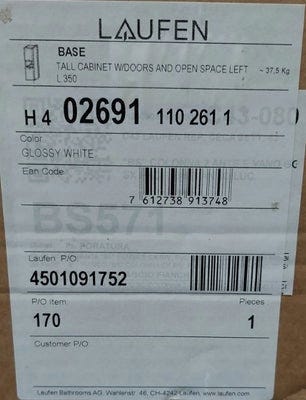 LAUFEN
BASE
TALL CABINET W/DOORS AND OPEN SPACE LEFT ~ 37,5 Kg
L 350
H 4 02691 110 261 1
Color
GLOSSY WHITE
Ean Code
7 612738 913748
BS571
Laufen P/O
4501091752
P/O Item Pieces
170 1
Customer P/O
Laufen Bathrooms AG, Wahlenstr. 46, CH-4242 Laufen, www.laufen.com